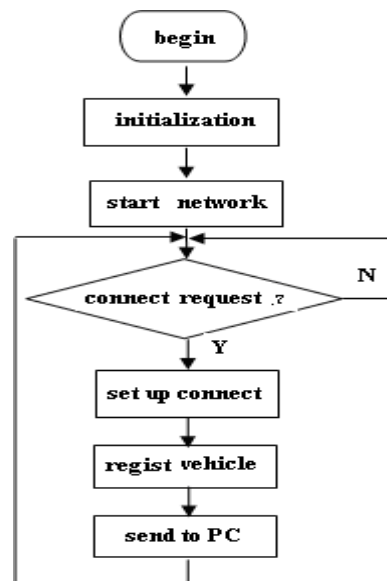 begin
initialization
start network
connect request .?
N
Y
set up connect
regist vehicle
send to PC